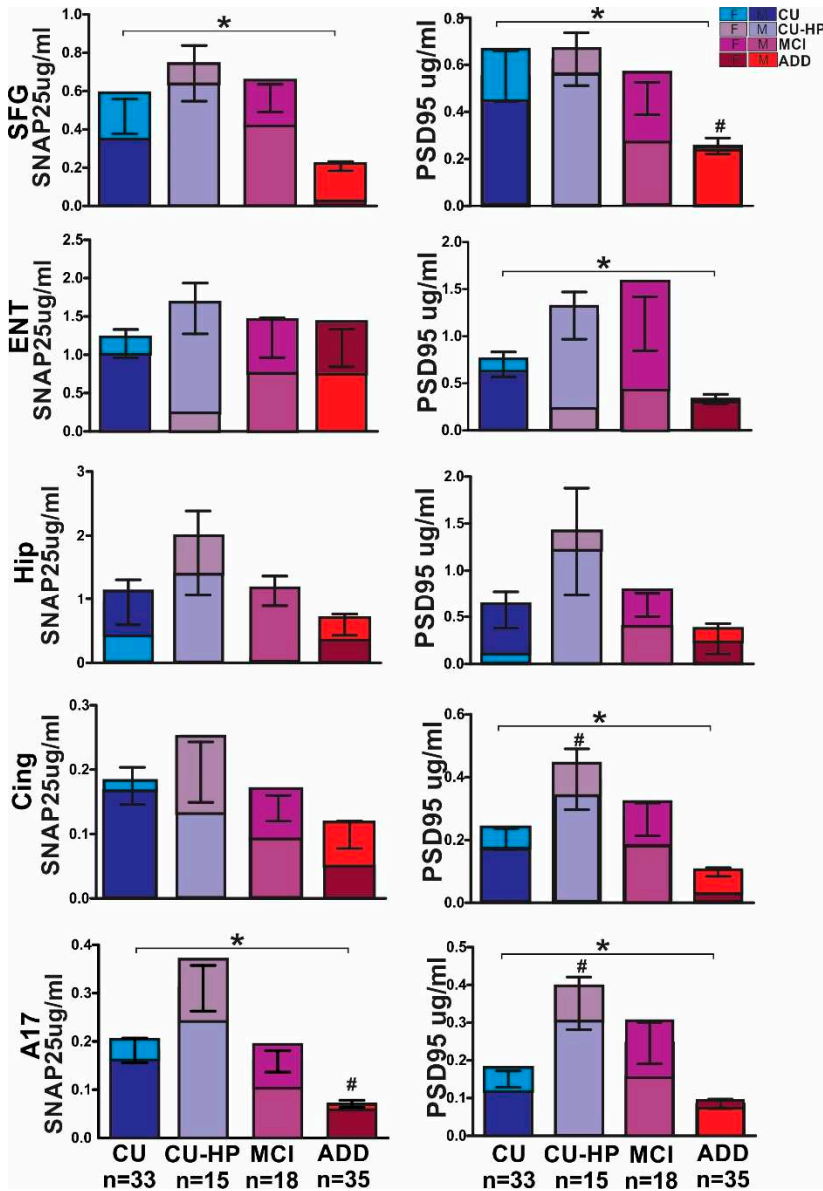 F M CU
F M CU-HP
F M MCI
F M ADD
SFG
SNAP25ug/ml
1.0
0.8
0.6
0.4
0.2
0.0
*
PSD95 ug/ml
0.8
0.6
0.4
0.2
0.0
*
#
ENT
SNAP25ug/ml
2.5
2.0
1.5
1.0
0.5
0.0
PSD95 ug/ml
2.0
1.5
1.0
0.5
0.0
*
Hip
SNAP25ug/ml
3
2
1
0
PSD95 ug/ml
2.0
1.5
1.0
0.5
0.0
Cing
SNAP25ug/ml
0.3
0.2
0.1
0.0
PSD95 ug/ml
0.6
0.4
0.2
0.0
*
#
A17
SNAP25ug/ml
0.4
0.3
0.2
0.1
0.0
*
#
PSD95 ug/ml
0.5
0.4
0.3
0.2
0.1
0.0
*
#
CU CU-HP MCI ADD
n=33 n=15 n=18 n=35
CU CU-HP MCI ADD
n=33 n=15 n=18 n=35